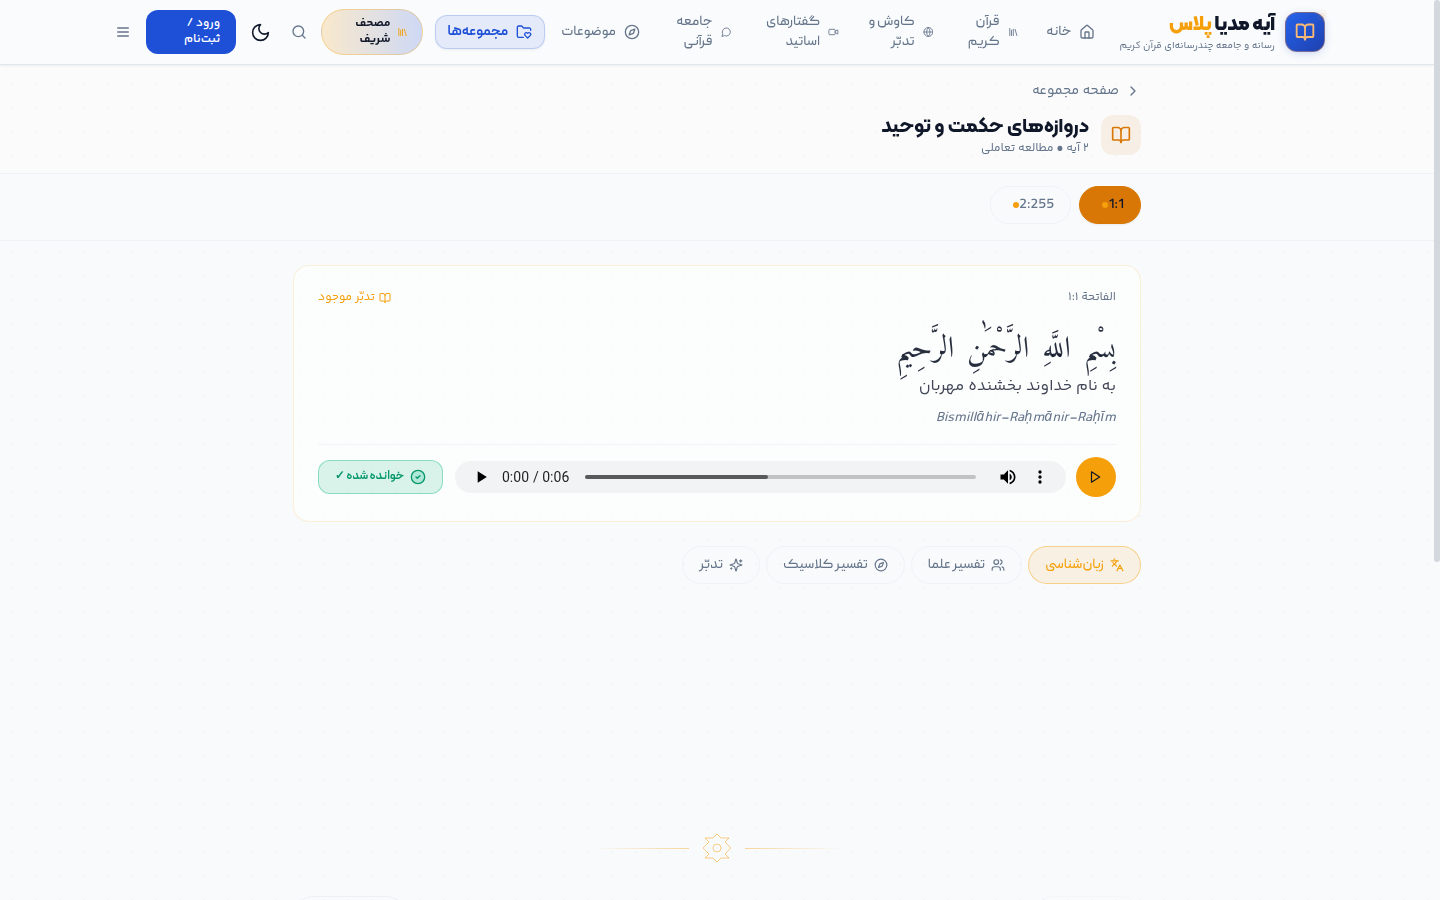 آیه مدیا پلاس
رسانه و جامعه چندرسانه‌ای قرآن کریم
خانه
قرآن
کریم
کاوش و
تدبّر
گفتارهای
اساتید
جامعه
قرآنی
موضوعات
مجموعه‌ها
مصحف
شریف
ورود /
ثبت‌نام
صفحه مجموعه
دروازه‌های حکمت و توحید
۲ آیه ● مطالعه تعاملی
1:1
2:255
الفاتحة ۱:۱
تدبّر موجود
بِسْمِ اللَّهِ الرَّحْمَٰنِ الرَّحِيمِ
به نام خداوند بخشنده مهربان
Bismillāhir-Raḥmānir-Raḥīm
0:00 / 0:06
خوانده شده ✓
زبان‌شناسی
تفسیر علما
تفسیر کلاسیک
تدبّر